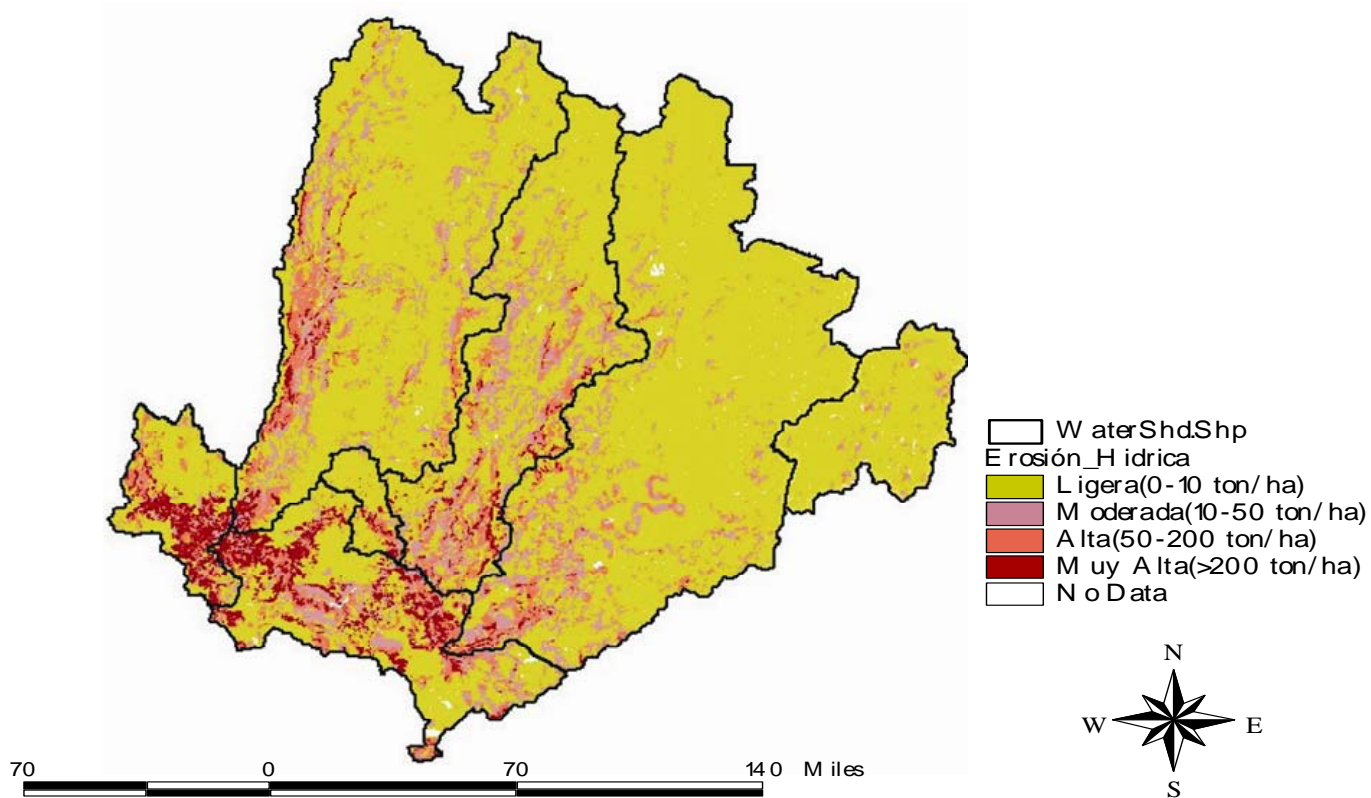 WaterShd.Shp
Erosión_Hidrica
Ligera(0-10 ton/ha)
Moderada(10-50 ton/ha)
Alta(50-200 ton/ha)
Muy Alta(>200 ton/ha)
No Data
N
W E
S
70 0 70 140 Miles